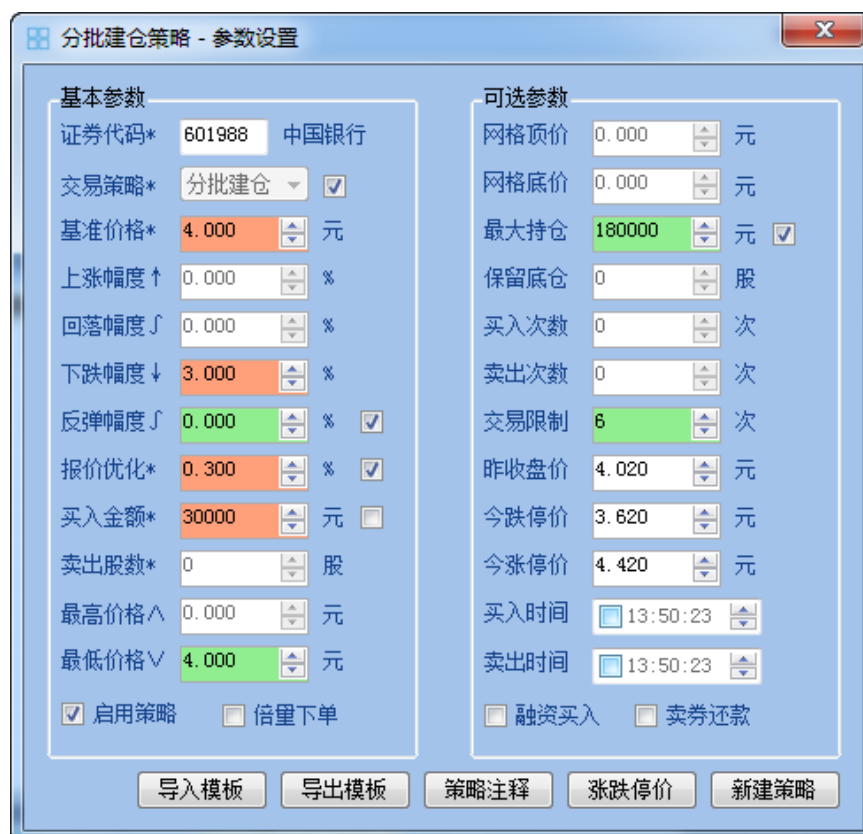 分批建仓策略 - 参数设置
基本参数
证券代码* 601988 中国银行
交易策略* 分批建仓
基准价格* 4.000 元
上涨幅度↑ 0.000 %
回落幅度∫ 0.000 %
下跌幅度↓ 3.000 %
反弹幅度∫ 0.000 %
报价优化* 0.300 %
买入金额* 30000 元
卖出股数* 0 股
最高价格∧ 0.000 元
最低价格∨ 4.000 元
启用策略 倍量下单
可选参数
网格顶价 0.000 元
网格底价 0.000 元
最大持仓 180000 元
保留底仓 0 股
买入次数 0 次
卖出次数 0 次
交易限制 6 次
昨收盘价 4.020 元
今跌停价 3.620 元
今涨停价 4.420 元
买入时间 13:50:23
卖出时间 13:50:23
融资买入 卖券还款
导入模板 导出模板 策略注释 涨跌停价 新建策略